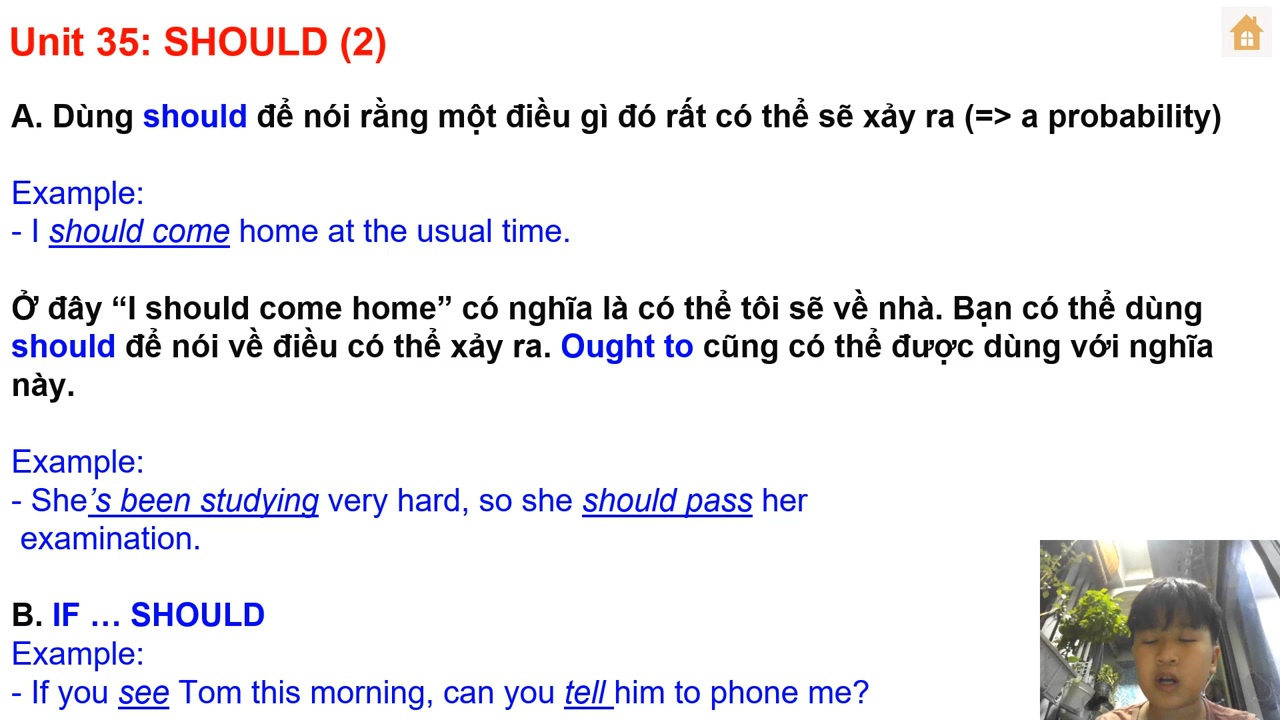 Unit 35: SHOULD (2)
A. Dùng should để nói rằng một điều gì đó rất có thể sẽ xảy ra (=> a probability)
Example:
- I should come home at the usual time.
Ở đây “I should come home” có nghĩa là có thể tôi sẽ về nhà. Bạn có thể dùng
should để nói về điều có thể xảy ra. Ought to cũng có thể được dùng với nghĩa
này.
Example:
- She’s been studying very hard, so she should pass her
examination.
B. IF … SHOULD
Example:
- If you see Tom this morning, can you tell him to phone me?